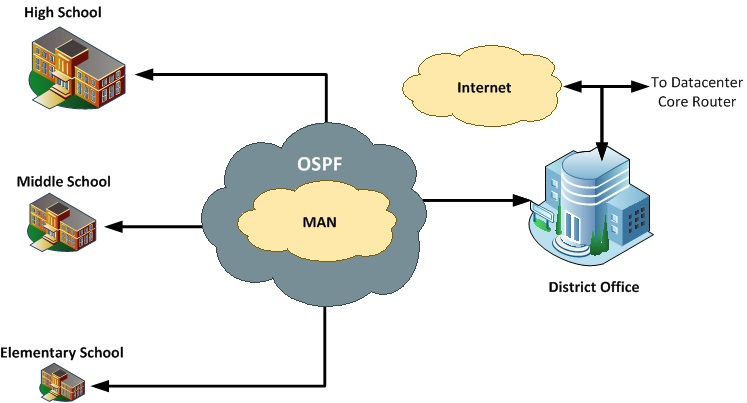 High School
Internet
To Datacenter
Core Router
OSPF
Middle School
MAN
District Office
Elementary School